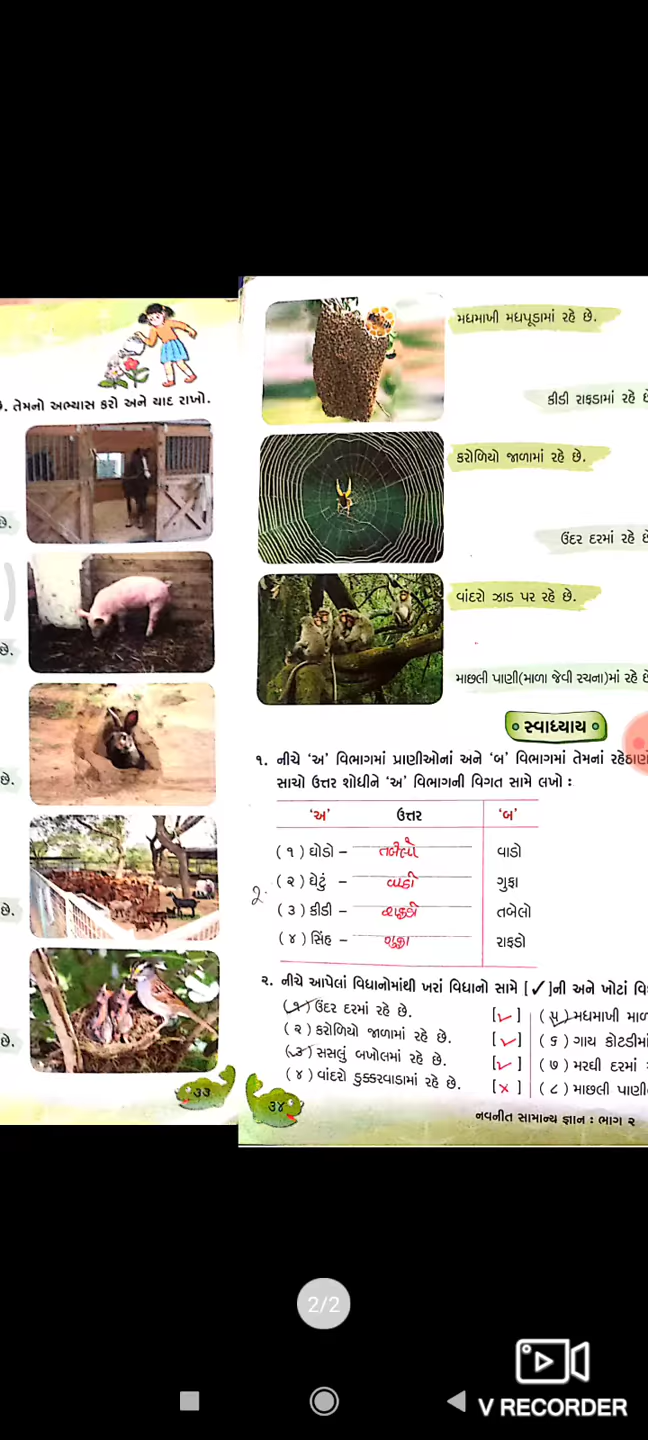 છે. તેમનો અભ્યાસ કરો અને યાદ રાખો.
છે.
છે.
છે.
છે.
છે.
૩૩
મધમાખી મધપૂડામાં રહે છે.
કીડી રાફડામાં રહે છે
કરોળિયો જાળામાં રહે છે.
ઉંદર દરમાં રહે છે
વાંદરો ઝાડ પર રહે છે.
માછલી પાણી(માળા જેવી રચના)માં રહે છે
સ્વાધ્યાય
૧. નીચે ‘અ’ વિભાગમાં પ્રાણીઓનાં અને ‘બ’ વિભાગમાં તેમનાં રહેઠાણો
સાચો ઉત્તર શોધીને ‘અ’ વિભાગની વિગત સામે લખો :
‘અ’ ઉત્તર ‘બ’
(૧) ઘોડો – તબેલો વાડો
(૨) ઘેટું – વાડો ગુફા
(૩) કીડી – રાફડો તબેલો
(૪) સિંહ – ગુફા રાફડો
૨. નીચે આપેલાં વિધાનોમાંથી ખરાં વિધાનો સામે [✓]ની અને ખોટાં વિ
(૧) ઉંદર દરમાં રહે છે. [✓] (૫) મધમાખી માળ
(૨) કરોળિયો જાળામાં રહે છે. [✓] (૬) ગાય કોટડીમાં
(૩) સસલું બખોલમાં રહે છે. [✓] (૭) મરઘી દરમાં
(૪) વાંદરો કુક્કરવાડામાં રહે છે. [×] (૮) માછલી પાણી
૩૪
નવનીત સામાન્ય જ્ઞાન : ભાગ ૨
2/2
V RECORDER